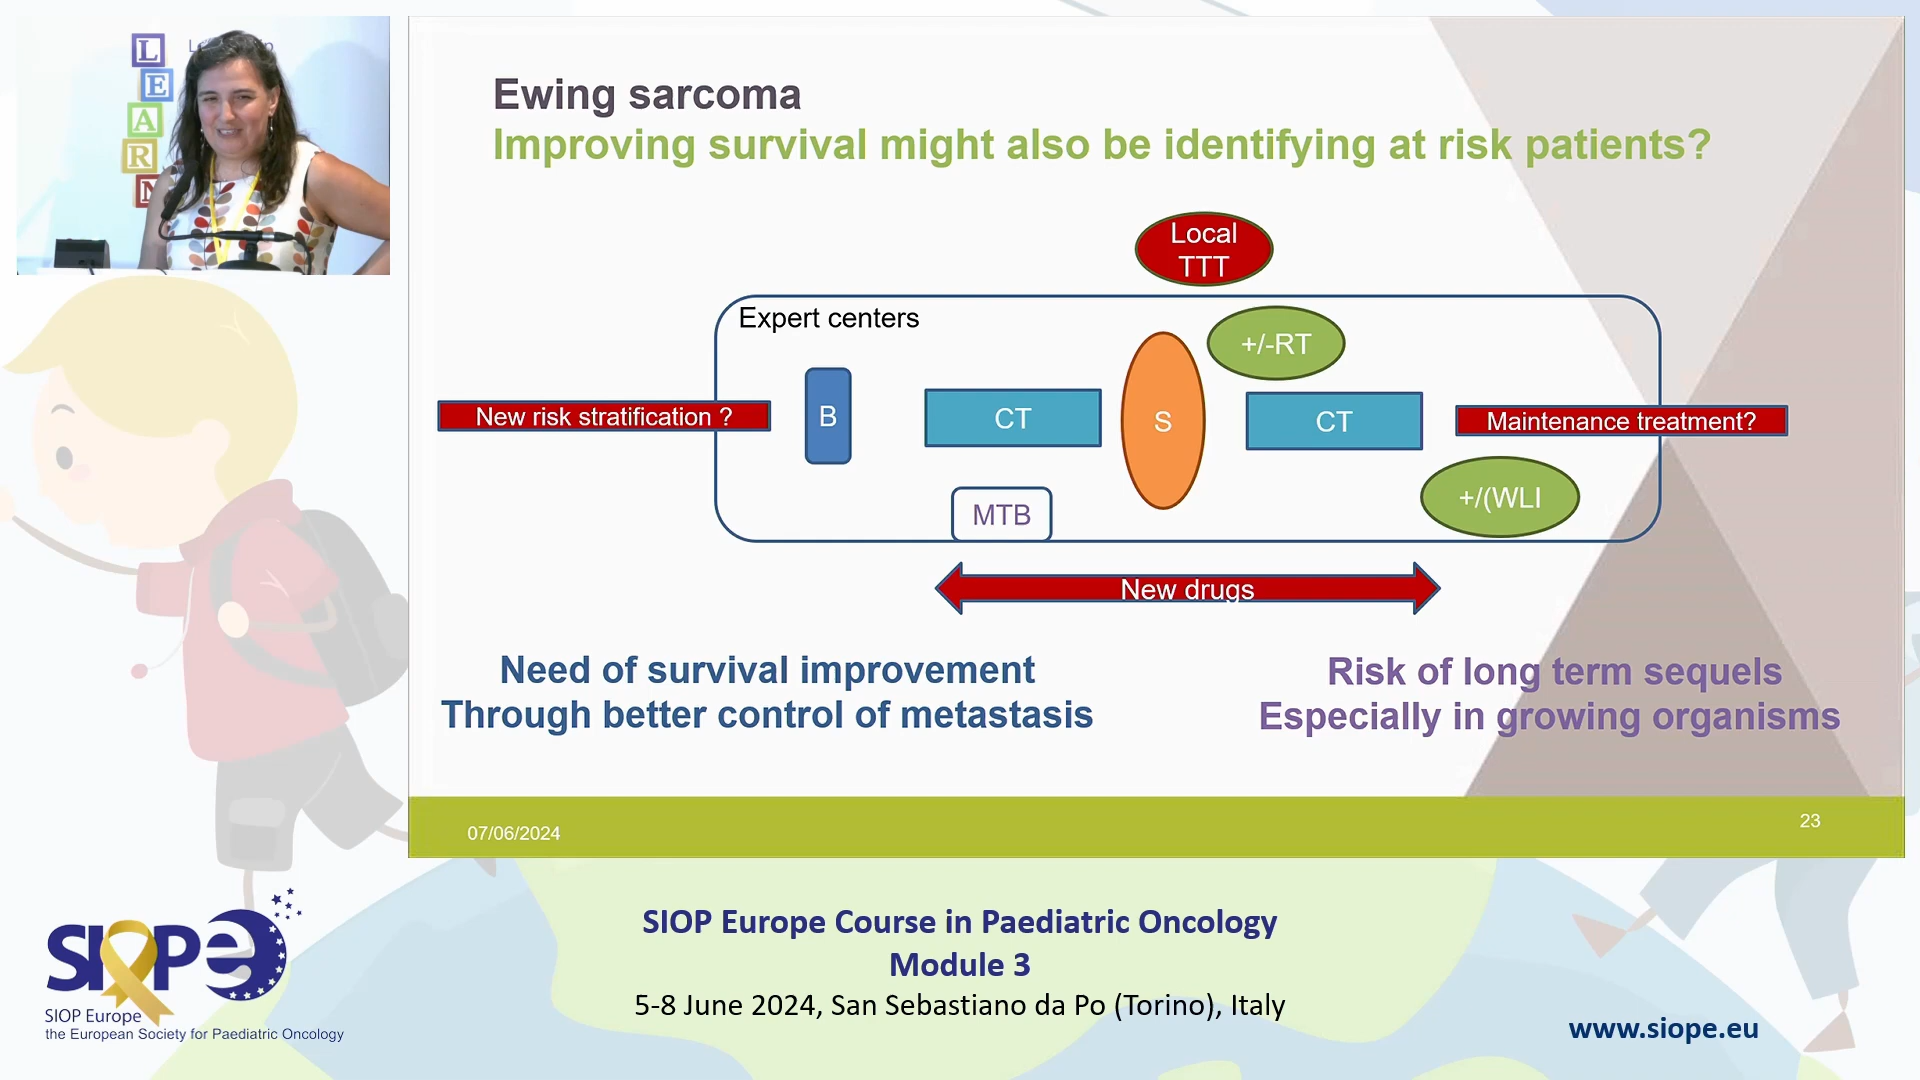 L
E
A
R
Ewing sarcoma
Improving survival might also be identifying at risk patients?
Local
TTT
Expert centers
+/-RT
New risk stratification ?
B
CT
S
CT
Maintenance treatment?
MTB
+/(WLI
New drugs
Need of survival improvement
Through better control of metastasis
Risk of long term sequels
Especially in growing organisms
07/06/2024
23
SIOPe
SIOP Europe
the European Society for Paediatric Oncology
SIOP Europe Course in Paediatric Oncology
Module 3
5-8 June 2024, San Sebastiano da Po (Torino), Italy
www.siope.eu